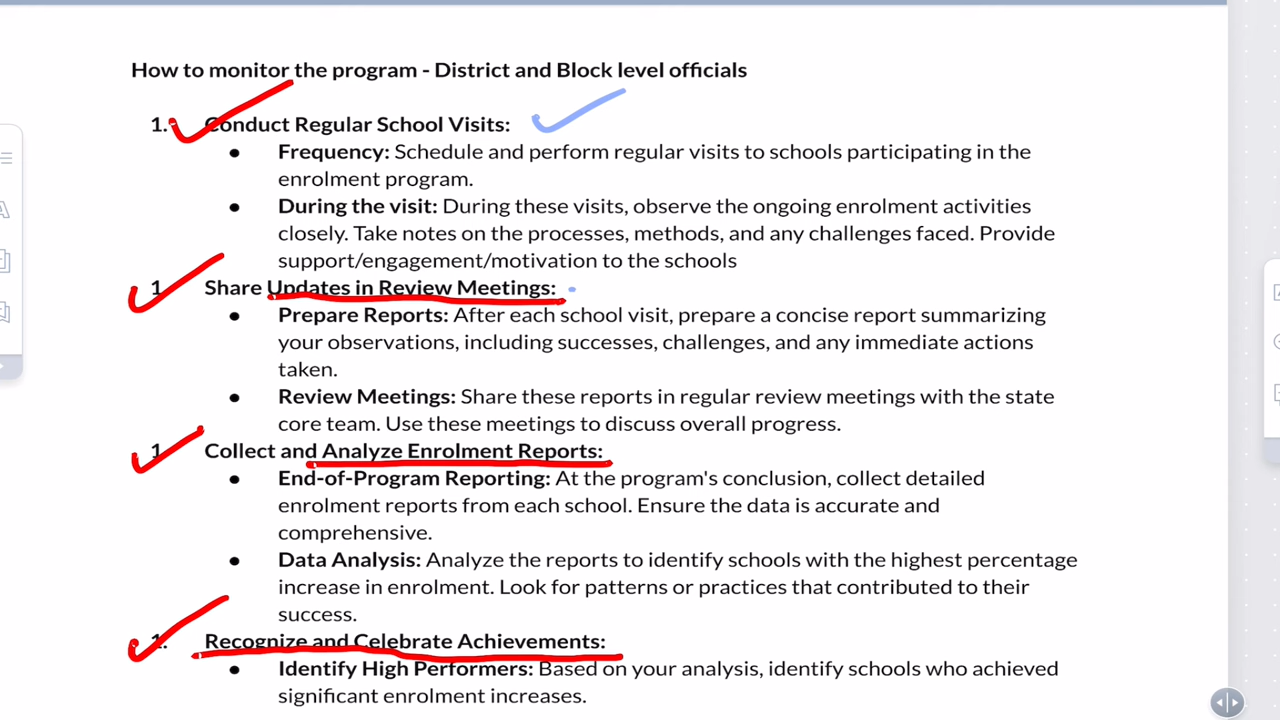 How to monitor the program - District and Block level officials
1. Conduct Regular School Visits:
● Frequency: Schedule and perform regular visits to schools participating in the
enrolment program.
● During the visit: During these visits, observe the ongoing enrolment activities
closely. Take notes on the processes, methods, and any challenges faced. Provide
support/engagement/motivation to the schools
1. Share Updates in Review Meetings:
● Prepare Reports: After each school visit, prepare a concise report summarizing
your observations, including successes, challenges, and any immediate actions
taken.
● Review Meetings: Share these reports in regular review meetings with the state
core team. Use these meetings to discuss overall progress.
1. Collect and Analyze Enrolment Reports:
● End-of-Program Reporting: At the program's conclusion, collect detailed
enrolment reports from each school. Ensure the data is accurate and
comprehensive.
● Data Analysis: Analyze the reports to identify schools with the highest percentage
increase in enrolment. Look for patterns or practices that contributed to their
success.
1. Recognize and Celebrate Achievements:
● Identify High Performers: Based on your analysis, identify schools who achieved
significant enrolment increases.